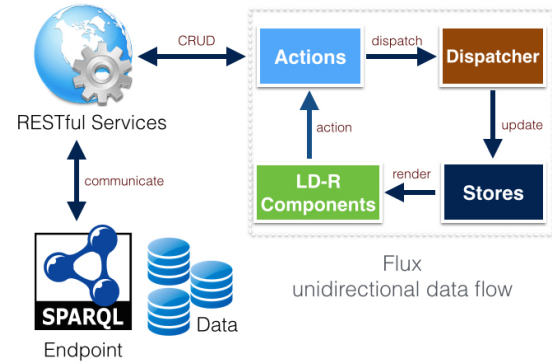 CRUD
Actions
dispatch
Dispatcher
RESTful Services
action
update
communicate
LD-R
Components
render
Stores
SPARQL
Data
Endpoint
Flux
unidirectional data flow